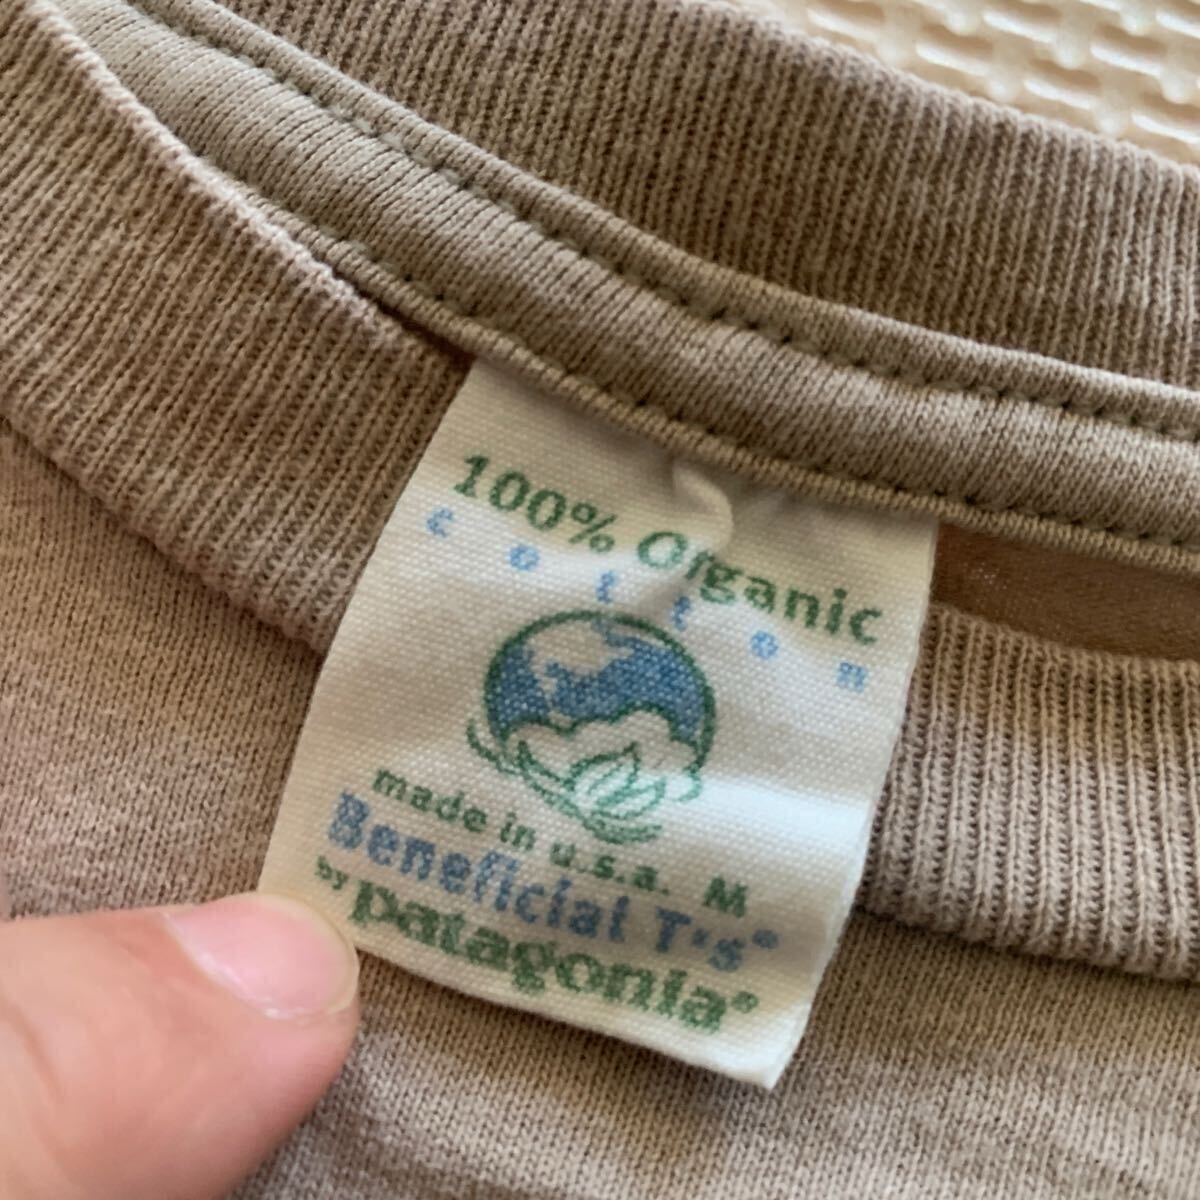 100% Organic
cotton
made in u.s.a. M
Beneficial T's®
by patagonia®